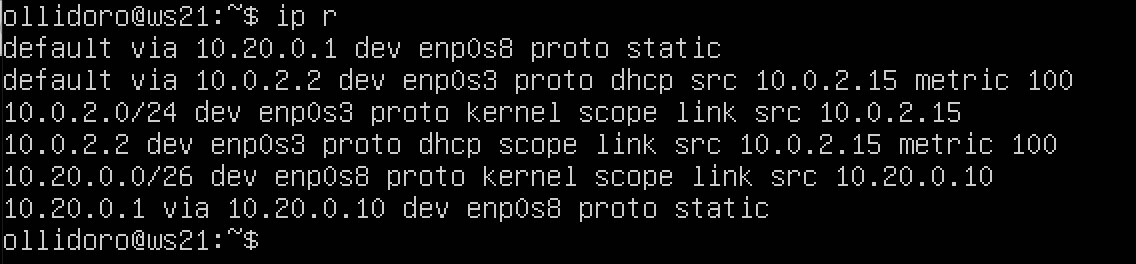 ollidoro@ws21:~$ ip r
default via 10.20.0.1 dev enp0s8 proto static
default via 10.0.2.2 dev enp0s3 proto dhcp src 10.0.2.15 metric 100
10.0.2.0/24 dev enp0s3 proto kernel scope link src 10.0.2.15
10.0.2.2 dev enp0s3 proto dhcp scope link src 10.0.2.15 metric 100
10.20.0.0/26 dev enp0s8 proto kernel scope link src 10.20.0.10
10.20.0.1 via 10.20.0.10 dev enp0s8 proto static
ollidoro@ws21:~$